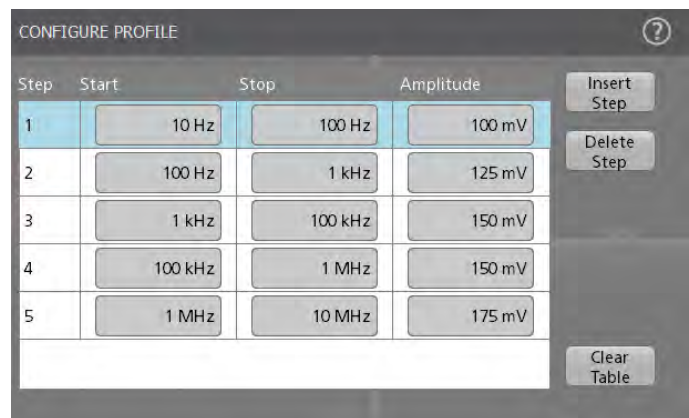 CONFIGURE PROFILE ?
Step Start Stop Amplitude
1 10 Hz 100 Hz 100 mV
2 100 Hz 1 kHz 125 mV
3 1 kHz 100 kHz 150 mV
4 100 kHz 1 MHz 150 mV
5 1 MHz 10 MHz 175 mV
Insert
Step
Delete
Step
Clear
Table